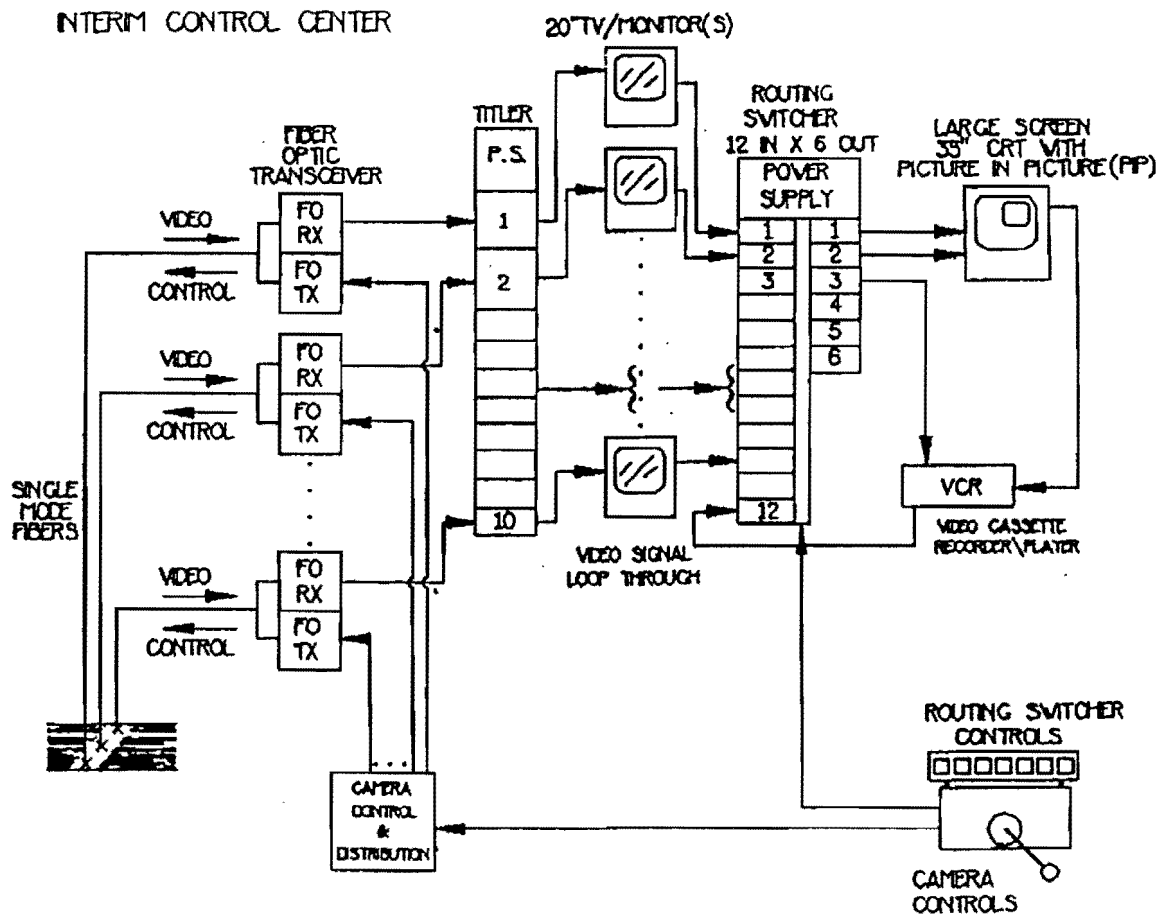 INTERIM CONTROL CENTER
20"TV/MONITOR(S)
TITLER
P.S.
1
2
10
ROUTING
SWITCHER
12 IN X 6 OUT
POWER
SUPPLY
1
2
3
12
1
2
3
4
5
6
LARGE SCREEN
35" CRT WITH
PICTURE IN PICTURE(PIP)
FIBER
OPTIC
TRANSCEIVER
VIDEO
CONTROL
FO
RX
FO
TX
VIDEO
CONTROL
FO
RX
FO
TX
SINGLE
MODE
FIBERS
VIDEO
CONTROL
FO
RX
FO
TX
VIDEO SIGNAL
LOOP THROUGH
VCR
VIDEO CASSETTE
RECORDER\PLAYER
CAMERA
CONTROL
&
DISTRIBUTION
ROUTING SWITCHER
CONTROLS
CAMERA
CONTROLS